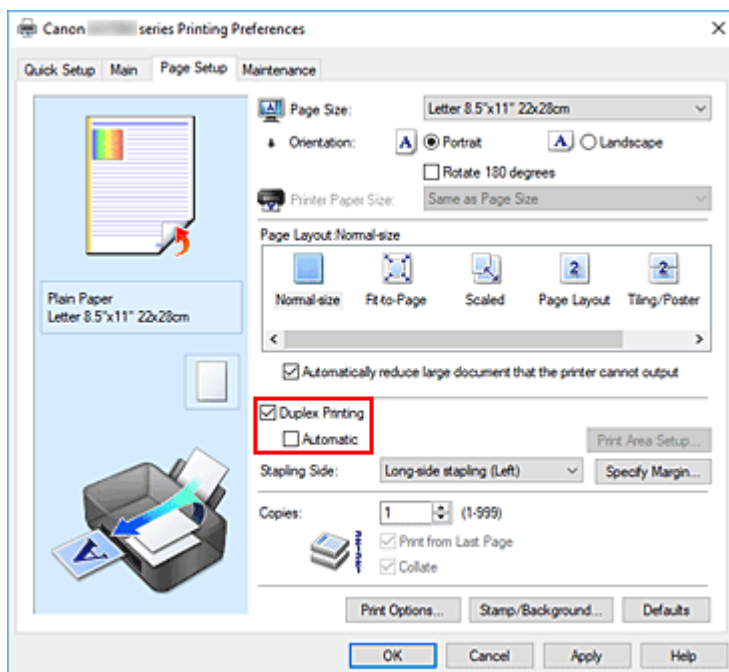 Canon series Printing Preferences
Quick Setup Main Page Setup Maintenance
Page Size: Letter 8.5"x11" 22x28cm
Orientation: A Portrait A Landscape
Rotate 180 degrees
Printer Paper Size: Same as Page Size
Page Layout:Normal-size
Normal-size Fit-to-Page Scaled Page Layout Tiling/Poster
Plain Paper
Letter 8.5"x11" 22x28cm
Automatically reduce large document that the printer cannot output
Duplex Printing
Automatic
Print Area Setup...
Stapling Side: Long-side stapling (Left) Specify Margin...
Copies: 1 (1-999)
Print from Last Page
Collate
Print Options... Stamp/Background... Defaults
OK Cancel Apply Help